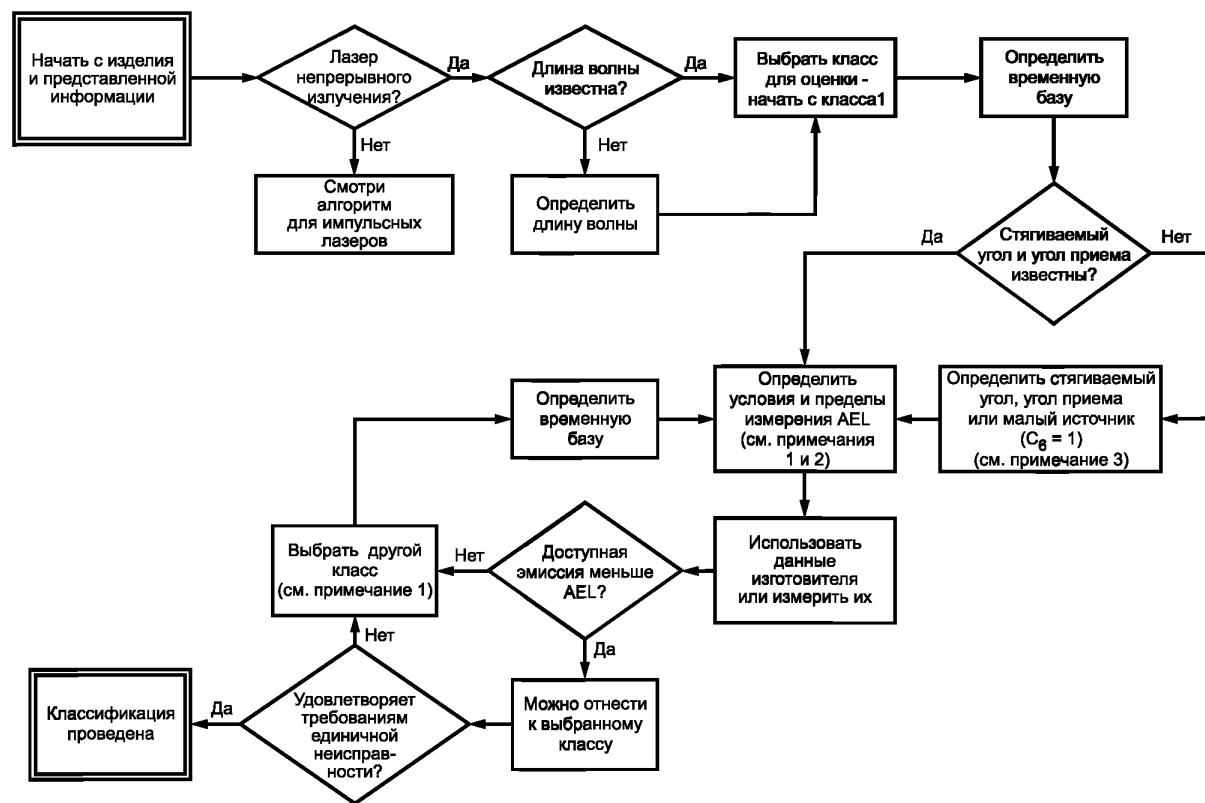 Начать с изделия
и представленной
информации
Лазер
непрерывного
излучения?
Да
Нет
Смотри
алгоритм
для импульсных
лазеров
Длина волны
известна?
Да
Нет
Определить
длину волны
Выбрать класс
для оценки -
начать с класса1
Определить
временную
базу
Стягиваемый
угол и угол приема
известны?
Да
Нет
Определить стягиваемый
угол, угол приема
или малый источник
(C6 = 1)
(см. примечание 3)
Определить
условия и пределы
измерения AEL
(см. примечания
1 и 2)
Определить
временную
базу
Использовать
данные
изготовителя
или измерить их
Доступная
эмиссия меньше
AEL?
Нет
Да
Выбрать другой
класс
(см. примечание 1)
Можно отнести
к выбранному
классу
Удовлетворяет
требованиям
единичной
неисправ-
ности?
Нет
Да
Классификация
проведена